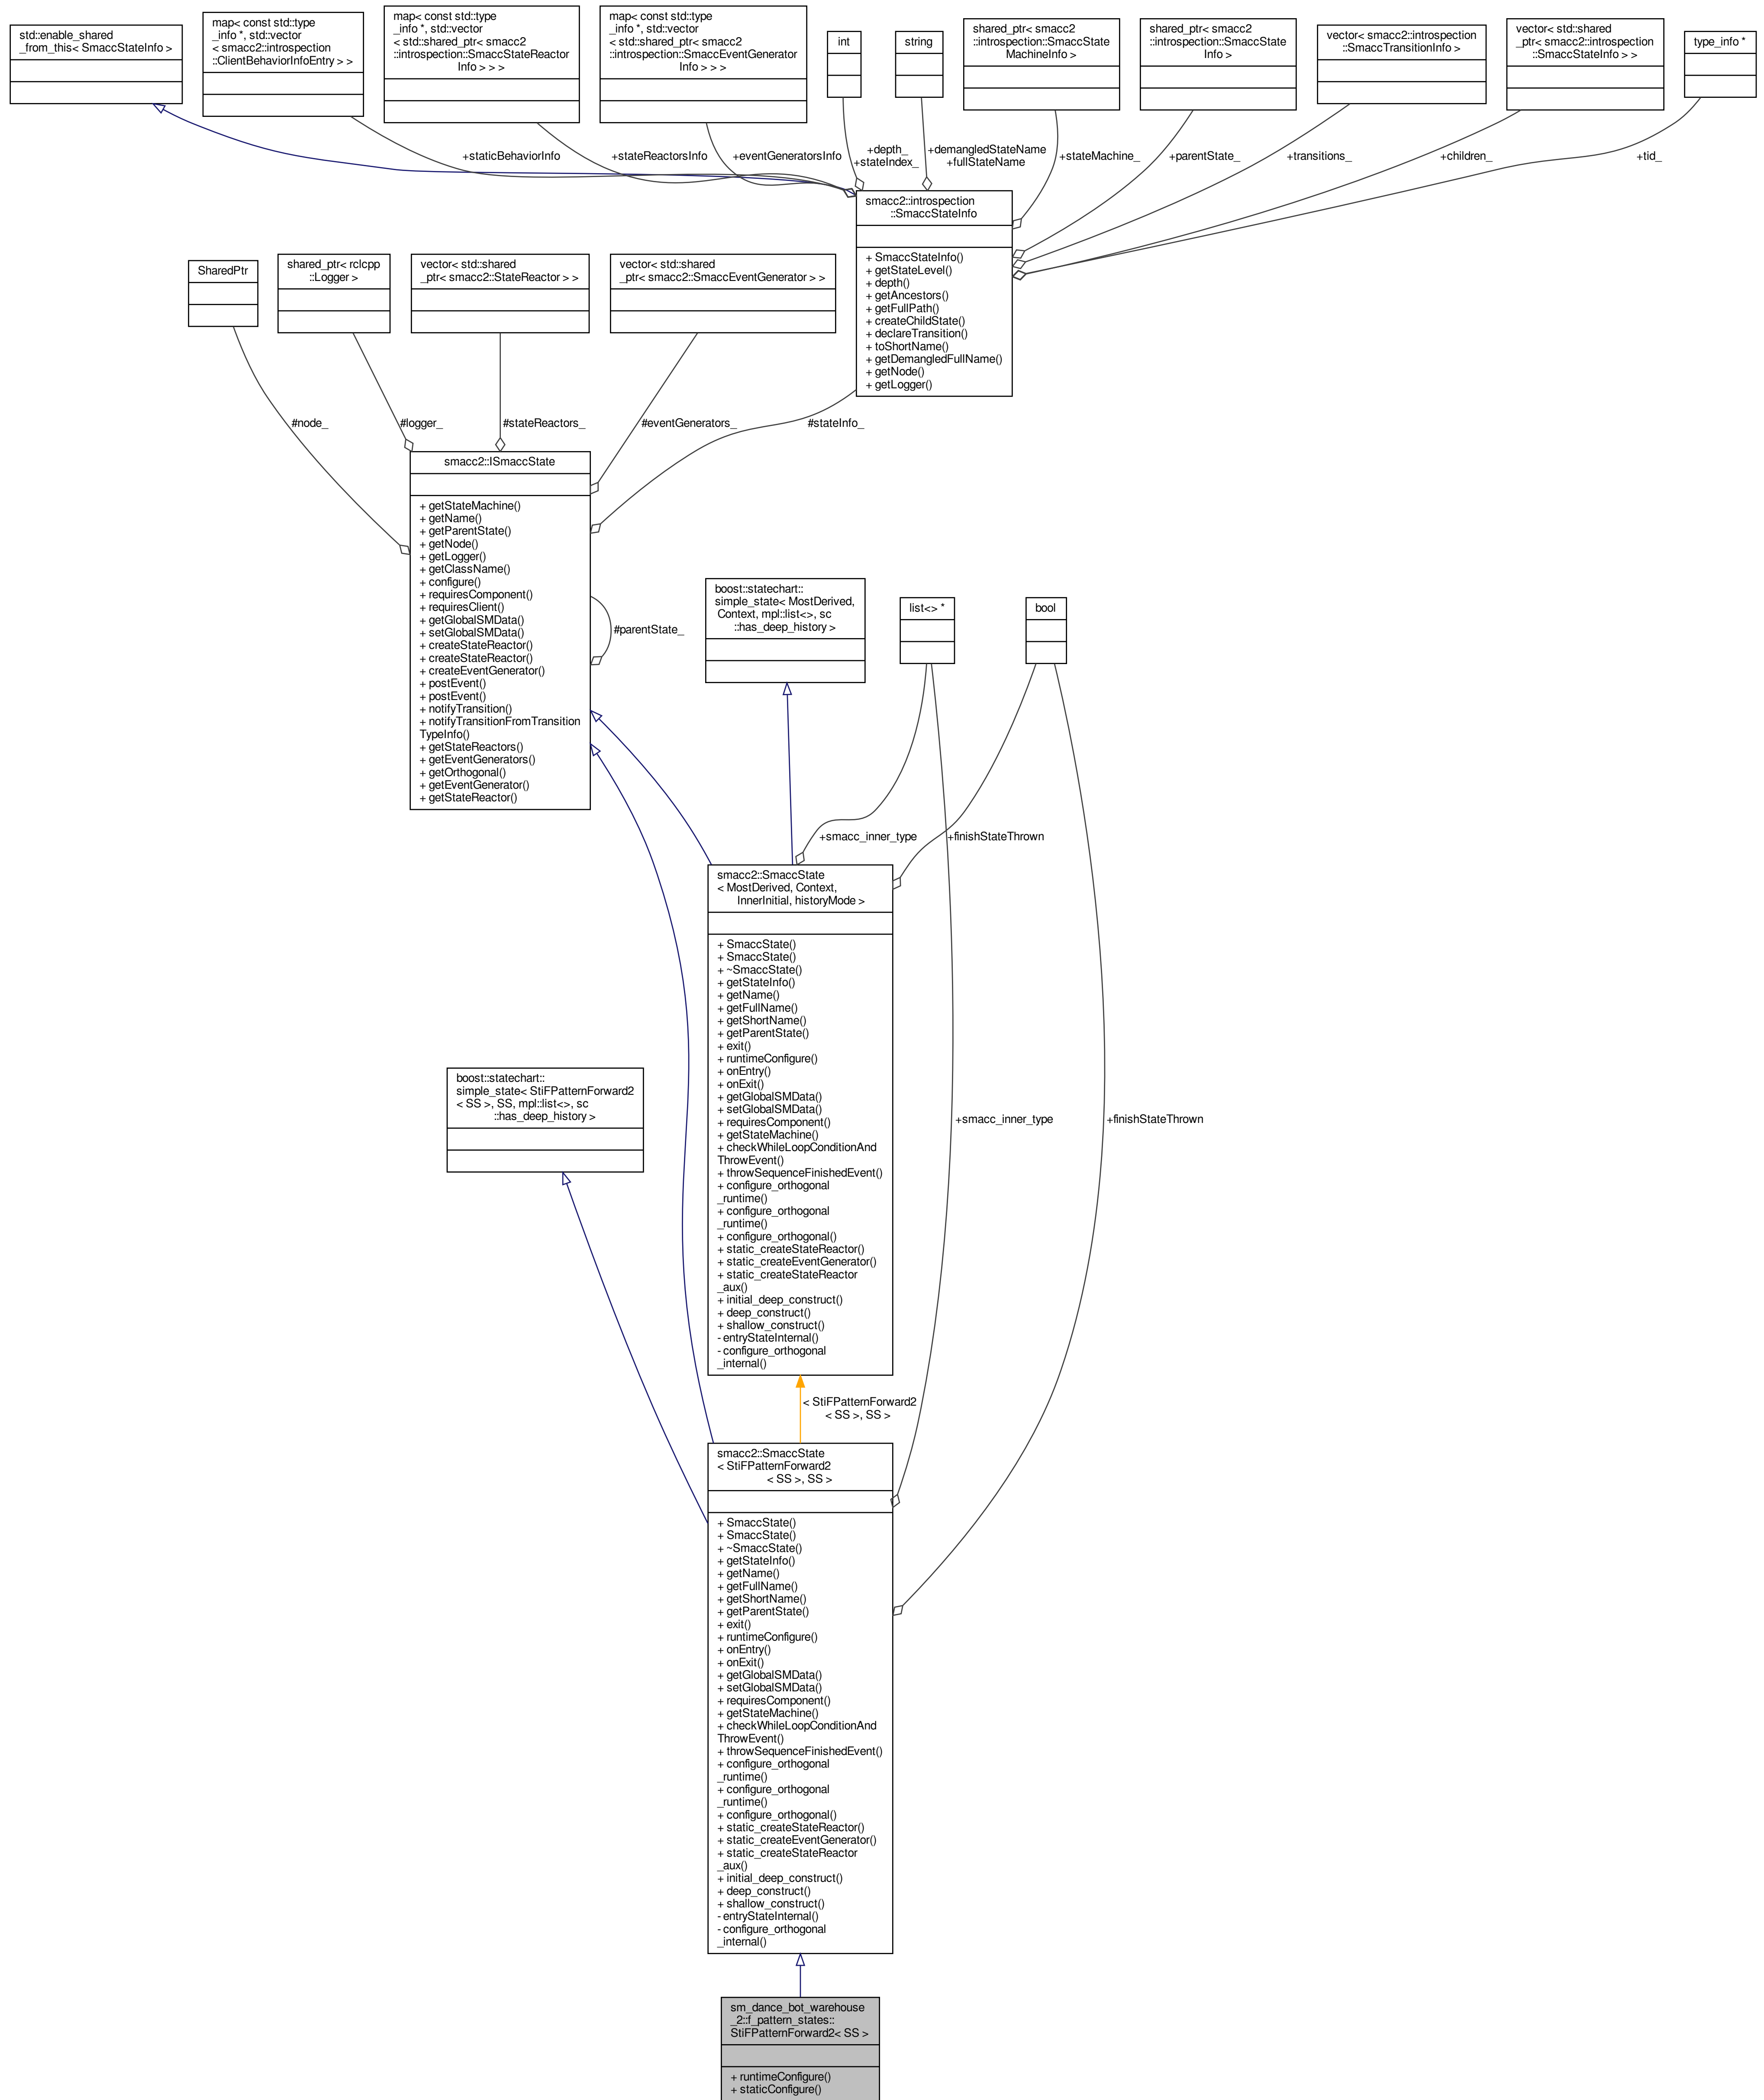 std::enable_shared
_from_this< SmaccStateInfo >
map< const std::type
_info *, std::vector
< smacc2::introspection
::ClientBehaviorInfoEntry > >
map< const std::type
_info *, std::vector
< std::shared_ptr< smacc2
::introspection::SmaccStateReactor
Info > > >
map< const std::type
_info *, std::vector
< std::shared_ptr< smacc2
::introspection::SmaccEventGenerator
Info > > >
int
string
shared_ptr< smacc2
::introspection::SmaccState
MachineInfo >
shared_ptr< smacc2
::introspection::SmaccState
Info >
vector< smacc2::introspection
::SmaccTransitionInfo >
vector< std::shared
_ptr< smacc2::introspection
::SmaccStateInfo > >
type_info *
+staticBehaviorInfo
+stateReactorsInfo
+eventGeneratorsInfo
+depth_
+stateIndex_
+demangledStateName
+fullStateName
+stateMachine_
+parentState_
+transitions_
+children_
+tid_
smacc2::introspection
::SmaccStateInfo
+ SmaccStateInfo()
+ getStateLevel()
+ depth()
+ getAncestors()
+ getFullPath()
+ createChildState()
+ declareTransition()
+ toShortName()
+ getDemangledFullName()
+ getNode()
+ getLogger()
SharedPtr
shared_ptr< rclcpp
::Logger >
vector< std::shared
_ptr< smacc2::StateReactor > >
vector< std::shared
_ptr< smacc2::SmaccEventGenerator > >
#node_
#logger_
#stateReactors_
#eventGenerators_
#stateInfo_
smacc2::ISmaccState
+ getStateMachine()
+ getName()
+ getParentState()
+ getNode()
+ getLogger()
+ getClassName()
+ configure()
+ requiresComponent()
+ requiresClient()
+ getGlobalSMData()
+ setGlobalSMData()
+ createStateReactor()
+ createStateReactor()
+ createEventGenerator()
+ postEvent()
+ postEvent()
+ notifyTransition()
+ notifyTransitionFromTransition
TypeInfo()
+ getStateReactors()
+ getEventGenerators()
+ getOrthogonal()
+ getEventGenerator()
+ getStateReactor()
#parentState_
boost::statechart::
simple_state< MostDerived,
Context, mpl::list<>, sc
::has_deep_history >
list<> *
bool
+smacc_inner_type
+finishStateThrown
smacc2::SmaccState
< MostDerived, Context,
InnerInitial, historyMode >
+ SmaccState()
+ SmaccState()
+ ~SmaccState()
+ getStateInfo()
+ getName()
+ getFullName()
+ getShortName()
+ getParentState()
+ exit()
+ runtimeConfigure()
+ onEntry()
+ onExit()
+ getGlobalSMData()
+ setGlobalSMData()
+ requiresComponent()
+ getStateMachine()
+ checkWhileLoopConditionAnd
ThrowEvent()
+ throwSequenceFinishedEvent()
+ configure_orthogonal
_runtime()
+ configure_orthogonal
_runtime()
+ configure_orthogonal()
+ static_createStateReactor()
+ static_createEventGenerator()
+ static_createStateReactor
_aux()
+ initial_deep_construct()
+ deep_construct()
+ shallow_construct()
- entryStateInternal()
- configure_orthogonal
_internal()
boost::statechart::
simple_state< StiFPatternForward2
< SS >, SS, mpl::list<>, sc
::has_deep_history >
+smacc_inner_type
+finishStateThrown
< StiFPatternForward2
< SS >, SS >
smacc2::SmaccState
< StiFPatternForward2
< SS >, SS >
+ SmaccState()
+ SmaccState()
+ ~SmaccState()
+ getStateInfo()
+ getName()
+ getFullName()
+ getShortName()
+ getParentState()
+ exit()
+ runtimeConfigure()
+ onEntry()
+ onExit()
+ getGlobalSMData()
+ setGlobalSMData()
+ requiresComponent()
+ getStateMachine()
+ checkWhileLoopConditionAnd
ThrowEvent()
+ throwSequenceFinishedEvent()
+ configure_orthogonal
_runtime()
+ configure_orthogonal
_runtime()
+ configure_orthogonal()
+ static_createStateReactor()
+ static_createEventGenerator()
+ static_createStateReactor
_aux()
+ initial_deep_construct()
+ deep_construct()
+ shallow_construct()
- entryStateInternal()
- configure_orthogonal
_internal()
sm_dance_bot_warehouse
_2::f_pattern_states::
StiFPatternForward2< SS >
+ runtimeConfigure()
+ staticConfigure()